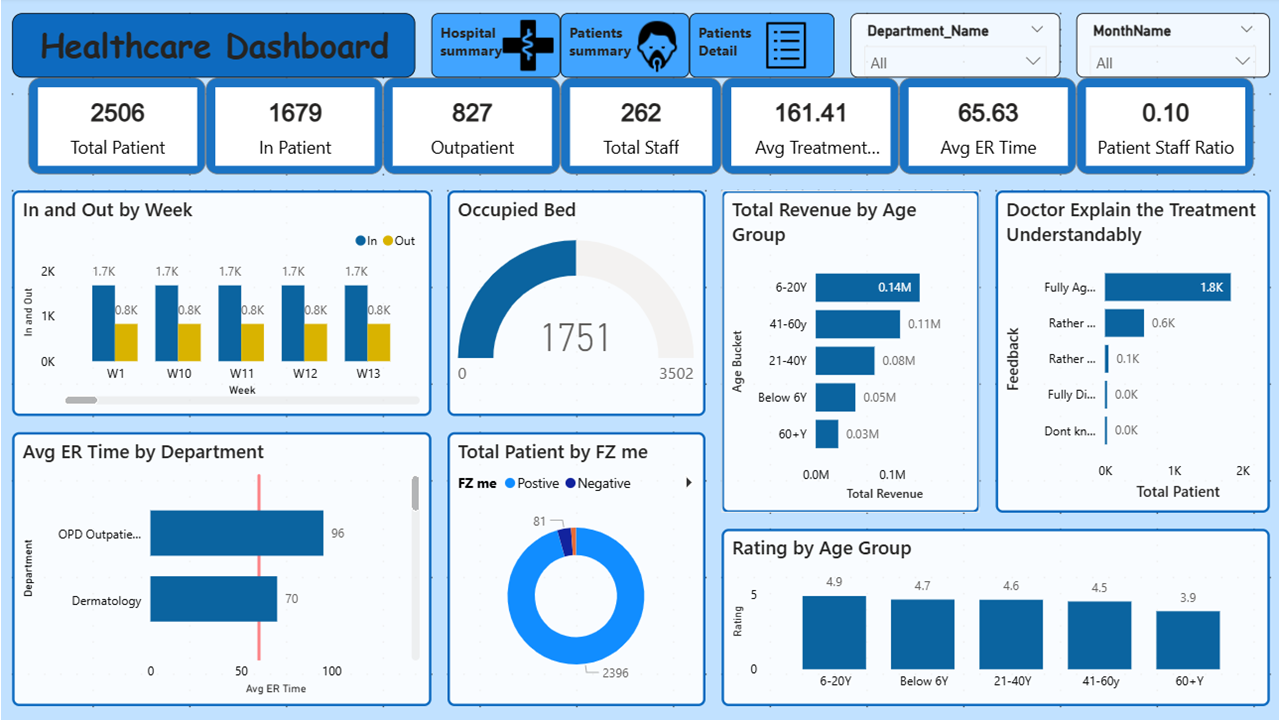 Healthcare Dashboard
Hospital
summary
Patients
summary
Patients
Detail
Department_Name
All
MonthName
All
2506
Total Patient
1679
In Patient
827
Outpatient
262
Total Staff
161.41
Avg Treatment...
65.63
Avg ER Time
0.10
Patient Staff Ratio
In and Out by Week
In Out
In and Out
2K
1K
0K
1.7K 1.7K 1.7K 1.7K 1.7K
0.8K 0.8K 0.8K 0.8K 0.8K
W1 W10 W11 W12 W13
Week
Occupied Bed
1751
0 3502
Total Revenue by Age
Group
Age Bucket
6-20Y 0.14M
41-60y 0.11M
21-40Y 0.08M
Below 6Y 0.05M
60+Y 0.03M
0.0M 0.1M
Total Revenue
Doctor Explain the Treatment
Understandably
Feedback
Fully Ag... 1.8K
Rather ... 0.6K
Rather ... 0.1K
Fully Di... 0.0K
Dont kn... 0.0K
0K 1K 2K
Total Patient
Avg ER Time by Department
Department
OPD Outpatie... 96
Dermatology 70
0 50 100
Avg ER Time
Total Patient by FZ me
FZ me Postive Negative
81
2396
Rating by Age Group
Rating
5
0
4.9 4.7 4.6 4.5 3.9
6-20Y Below 6Y 21-40Y 41-60y 60+Y